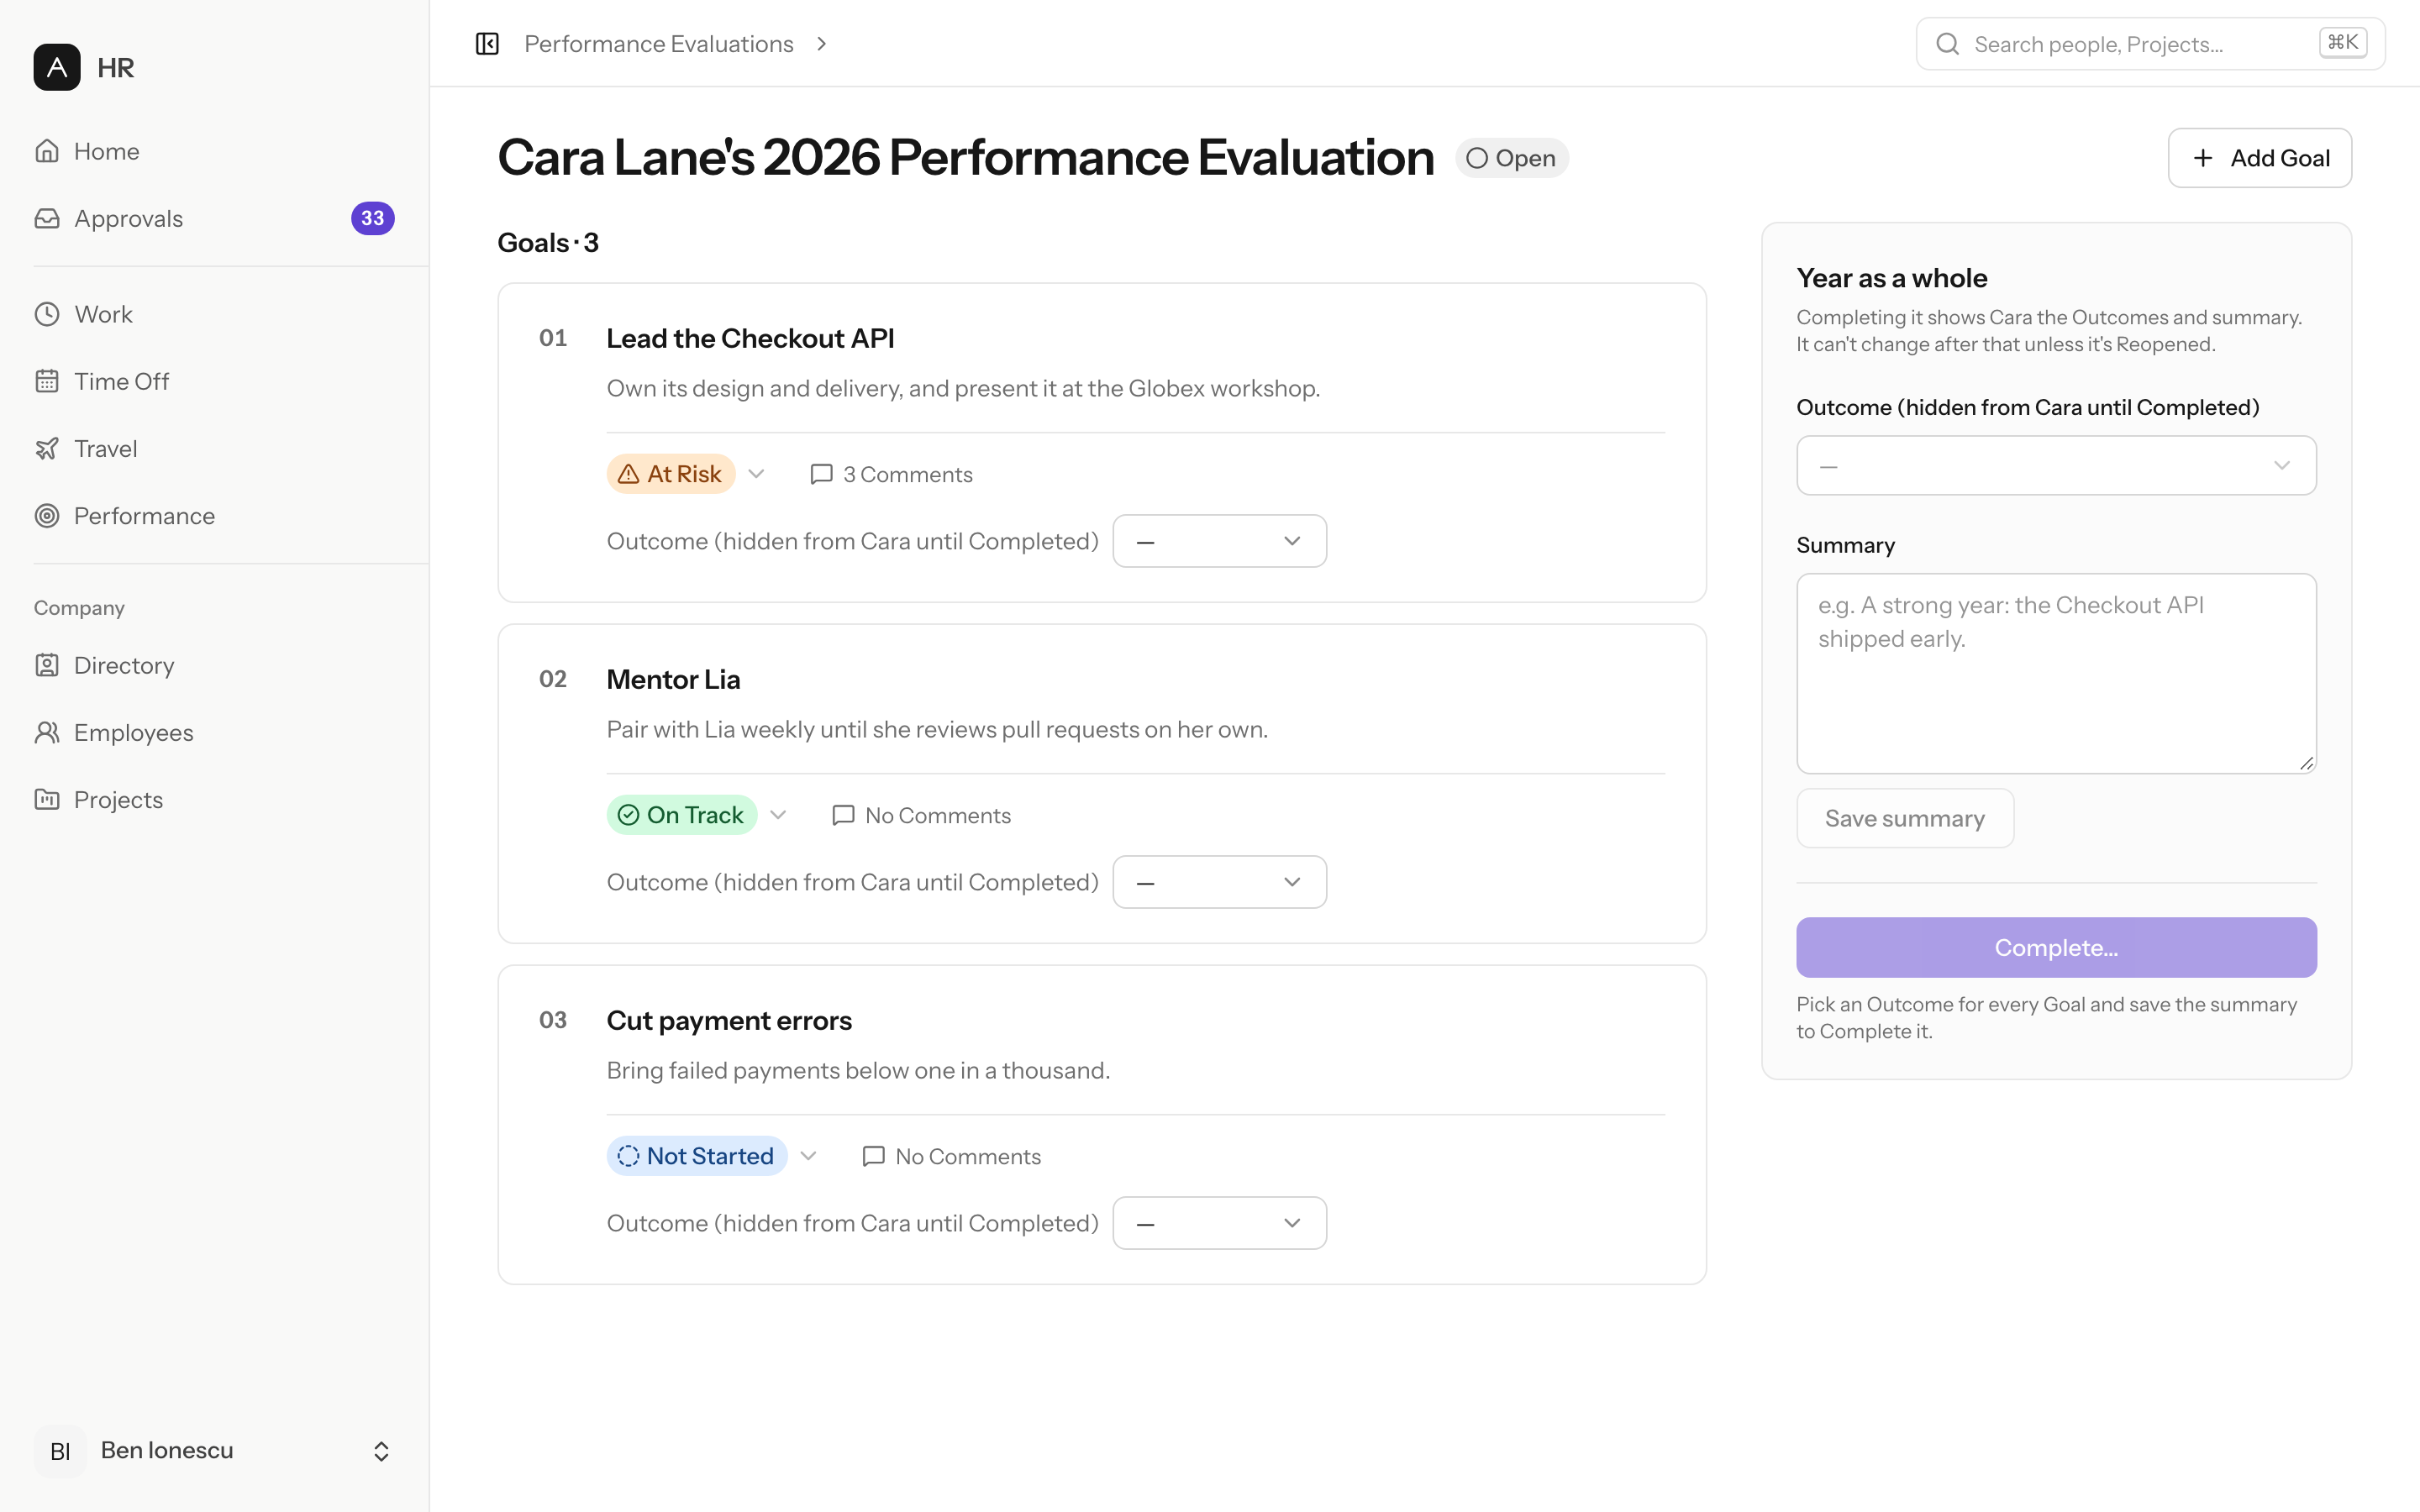 HR
Home
Approvals
33
Work
Time Off
Travel
Performance
Company
Directory
Employees
Projects
BI
Ben Ionescu
Performance Evaluations
Search people, Projects...
⌘K
Cara Lane's 2026 Performance Evaluation
Open
Add Goal
Goals · 3
01
Lead the Checkout API
Own its design and delivery, and present it at the Globex workshop.
At Risk
3 Comments
Outcome (hidden from Cara until Completed)
—
02
Mentor Lia
Pair with Lia weekly until she reviews pull requests on her own.
On Track
No Comments
Outcome (hidden from Cara until Completed)
—
03
Cut payment errors
Bring failed payments below one in a thousand.
Not Started
No Comments
Outcome (hidden from Cara until Completed)
—
Year as a whole
Completing it shows Cara the Outcomes and summary.
It can't change after that unless it's Reopened.
Outcome (hidden from Cara until Completed)
—
Summary
e.g. A strong year: the Checkout API
shipped early.
Save summary
Complete...
Pick an Outcome for every Goal and save the summary
to Complete it.